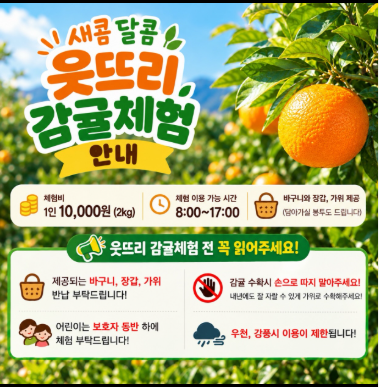 새콤 달콤
웃뜨리
감귤체험
안내
체험비
1인 10,000원 (2kg)
체험 이용 가능 시간
8:00~17:00
바구니와 장갑, 가위 제공
(담아가실 봉투도 드립니다)
웃뜨리 감귤체험 전 꼭 읽어주세요!
제공되는 바구니, 장갑, 가위
반납 부탁드립니다!
감귤 수확시 손으로 따지 말아주세요!
내년에도 잘 자랄 수 있게 가위로 수확해주세요!
어린이는 보호자 동반 하에
체험 부탁드립니다!
우천, 강풍시 이용이 제한됩니다!